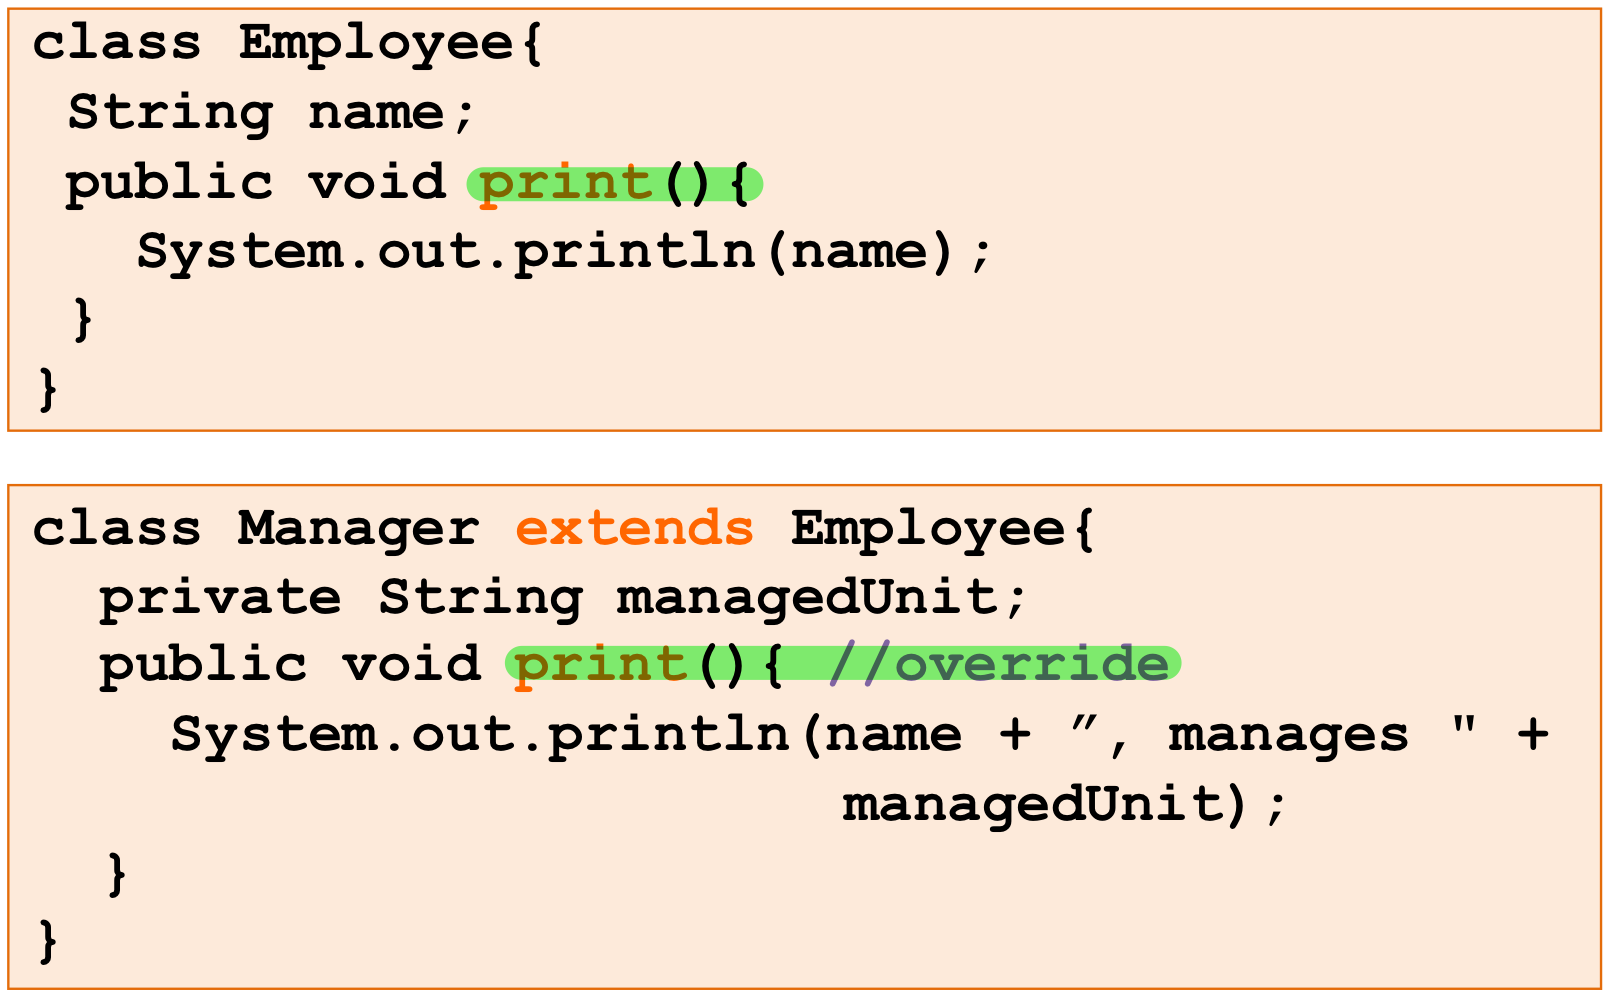 class Employee{
String name;
public void print(){
System.out.println(name);
}
}
class Manager extends Employee{
private String managedUnit;
public void print(){ //override
System.out.println(name + ”, manages " +
managedUnit);
}
}